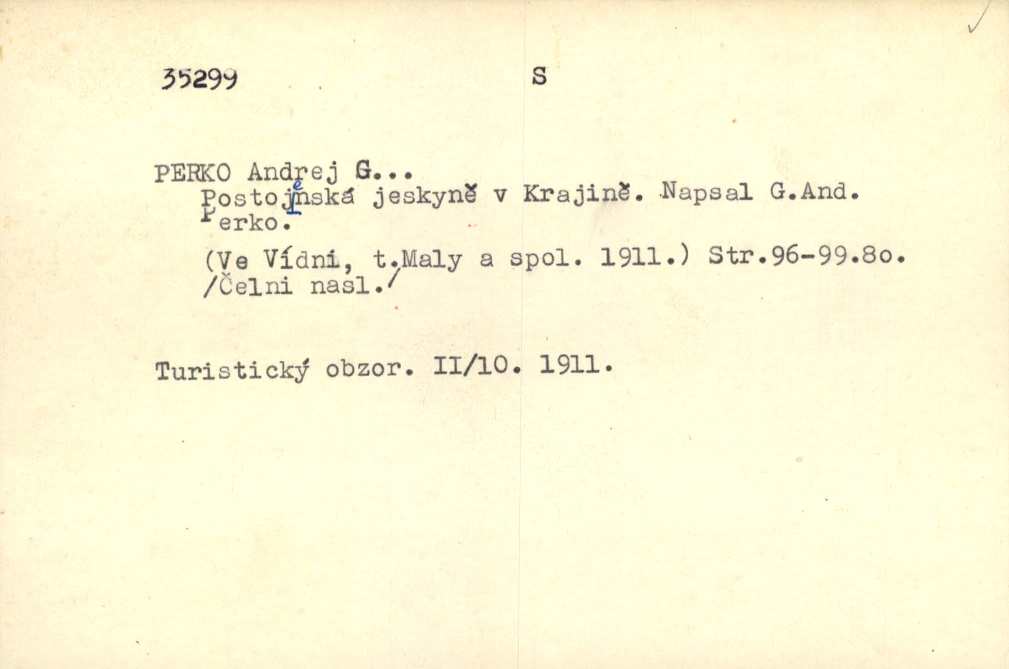 35299 S
PERKO Andrej G...
Postojenská jeskyně v Krajině. Napsal G.And.
Perko.
(Ve Vídni, t.Maly a spol. 1911.) Str.96-99.8o.
/Čelni nasl./
Turistický obzor. II/10. 1911.